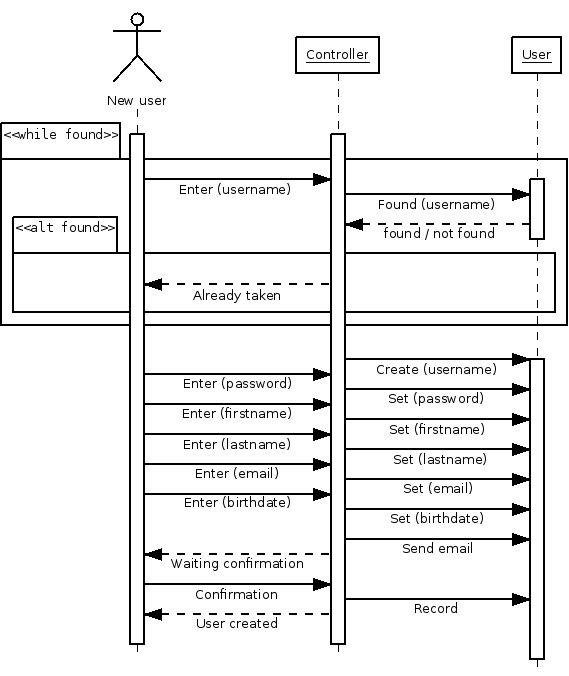 Controller
User
New user
<<while found>>
Enter (username)
Found (username)
<<alt found>>
found / not found
Already taken
Create (username)
Enter (password)
Set (password)
Enter (firstname)
Set (firstname)
Enter (lastname)
Set (lastname)
Enter (email)
Set (email)
Enter (birthdate)
Set (birthdate)
Send email
Waiting confirmation
Confirmation
Record
User created